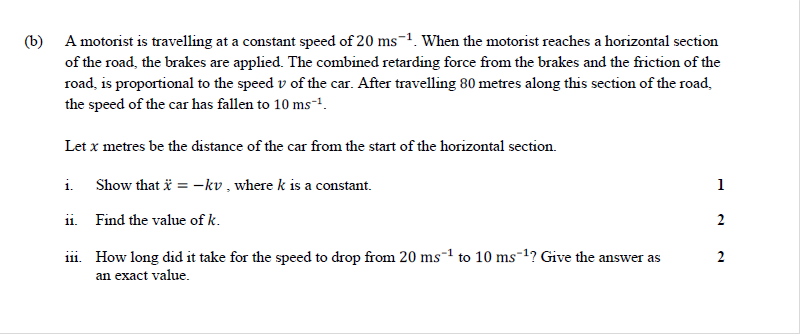 (b) A motorist is travelling at a constant speed of 20 ms⁻¹. When the motorist reaches a horizontal section
of the road, the brakes are applied. The combined retarding force from the brakes and the friction of the
road, is proportional to the speed v of the car. After travelling 80 metres along this section of the road,
the speed of the car has fallen to 10 ms⁻¹.
Let x metres be the distance of the car from the start of the horizontal section.
i. Show that ẍ = −kv , where k is a constant. 1
ii. Find the value of k. 2
iii. How long did it take for the speed to drop from 20 ms⁻¹ to 10 ms⁻¹? Give the answer as 2
an exact value.